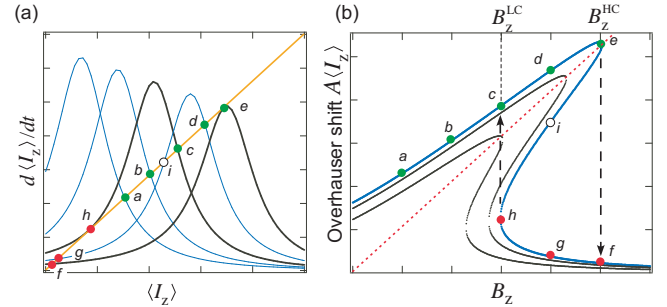 (a)
d ⟨I_z⟩/dt
a
b
c
d
e
f
g
h
i
⟨I_z⟩
(b)
B_z^LC
B_z^HC
Overhauser shift A⟨I_z⟩
a
b
c
d
e
f
g
h
i
B_z